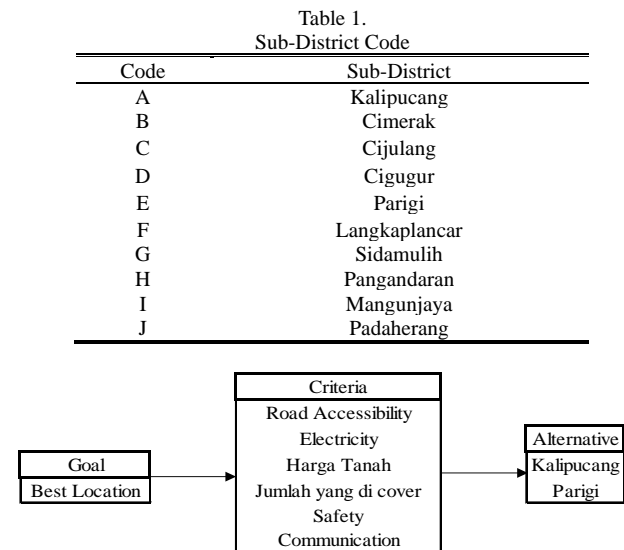 Table 1.
Sub-District Code
Code Sub-District
A Kalipucang
B Cimerak
C Cijulang
D Cigugur
E Parigi
F Langkaplancar
G Sidamulih
H Pangandaran
I Mangunjaya
J Padaherang
Goal
Best Location
Criteria
Road Accessibility
Electricity
Harga Tanah
Jumlah yang di cover
Safety
Communication
Alternative
Kalipucang
Parigi